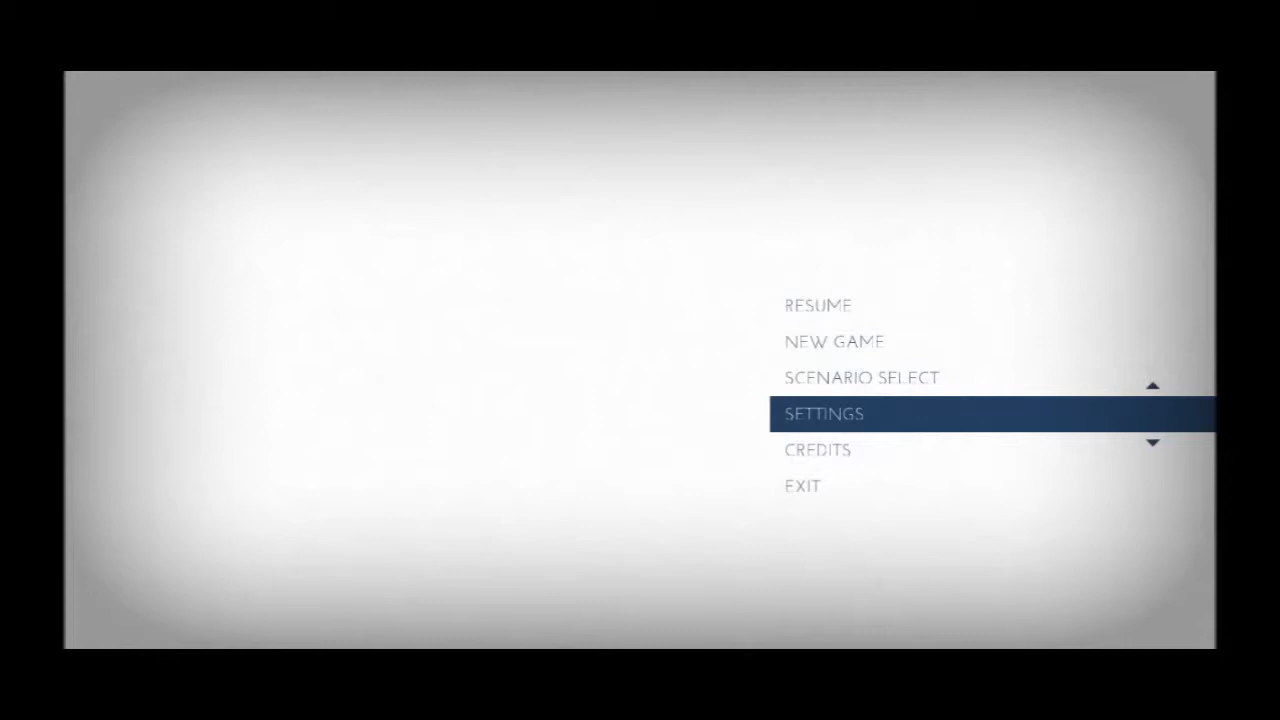 RESUME
NEW GAME
SCENARIO SELECT
SETTINGS
CREDITS
EXIT